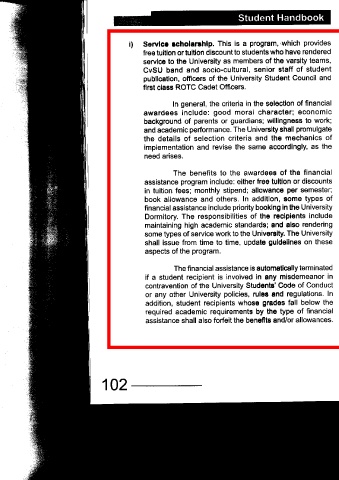 Student Handbook
i) Service scholarship. This is a program, which provides
free tuition or tuition discount to students who have rendered
service to the University as members of the varsity teams,
CvSU band and socio-cultural, senior staff of student
publication, officers of the University Student Council and
first class ROTC Cadet Officers.
In general, the criteria in the selection of financial
awardees include: good moral character; economic
background of parents or guardians; willingness to work;
and academic performance. The University shall promulgate
the details of selection criteria and the mechanics of
implementation and revise the same accordingly, as the
need arises.
The benefits to the awardees of the financial
assistance program include: either free tuition or discounts
in tuition fees; monthly stipend; allowance per semester;
book allowance and others. In addition, some types of
financial assistance include priority booking in the University
Dormitory. The responsibilities of the recipients include
maintaining high academic standards; and also rendering
some types of service work to the University. The University
shall issue from time to time, update guidelines on these
aspects of the program.
The financial assistance is automatically terminated
if a student recipient is involved in any misdemeanor in
contravention of the University Students' Code of Conduct
or any other University policies, rules and regulations. In
addition, student recipients whose grades fall below the
required academic requirements by the type of financial
assistance shall also forfeit the benefits and/or allowances.
102